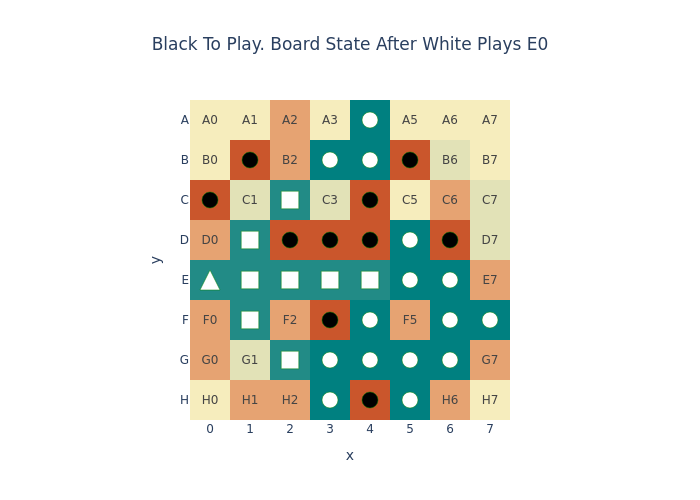 Black To Play. Board State After White Plays E0
A A0 A1 A2 A3 A5 A6 A7
B B0 B2 B6 B7
C C1 C3 C5 C6 C7
D D0 D7
E E7
F F0 F2 F5
G G0 G1 G7
H H0 H1 H2 H6 H7
0 1 2 3 4 5 6 7
x
y